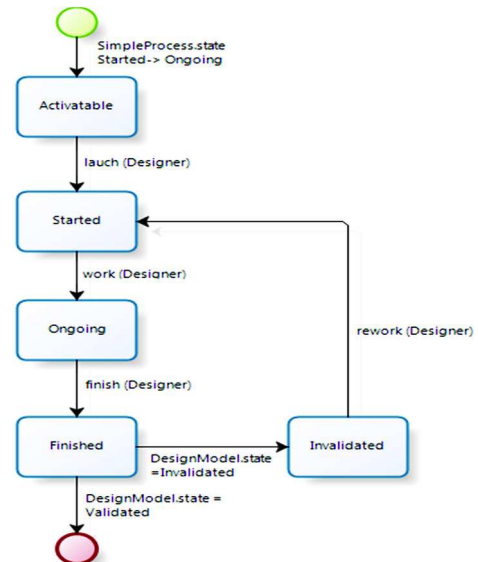 SimpleProcess.state
Started-> Ongoing
Activatable
lauch (Designer)
Started
work (Designer)
Ongoing
rework (Designer)
finish (Designer)
Finished
Invalidated
DesignModel.state
=Invalidated
DesignModel.state =
Validated